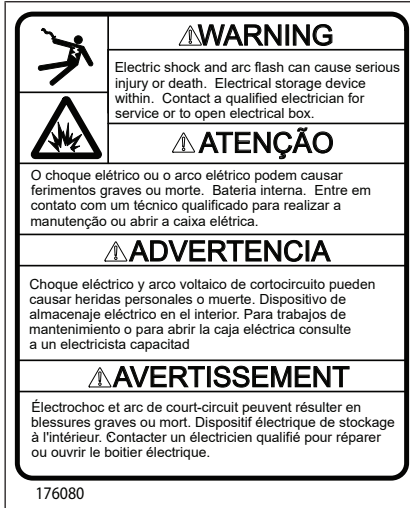 ⚠WARNING
Electric shock and arc flash can cause serious
injury or death.  Electrical storage device
within.  Contact a qualified electrician for
service or to open electrical box.
⚠ATENÇÃO
O choque elétrico ou o arco elétrico podem causar
ferimentos graves ou morte.  Bateria interna.  Entre em
contato com um técnico qualificado para realizar a
manutenção ou abrir a caixa elétrica.
⚠ADVERTENCIA
Choque eléctrico y arco voltaico de cortocircuito pueden
causar heridas personales o muerte. Dispositivo de
almacenaje eléctrico en el interior. Para trabajos de
mantenimiento o para abrir la caja eléctrica consulte
a un electricista capacitad
⚠AVERTISSEMENT
Électrochoc et arc de court-circuit peuvent résulter en
blessures graves ou mort. Dispositif électrique de stockage
à l'intérieur. Contacter un électricien qualifié pour réparer
ou ouvrir le boitier électrique.
176080